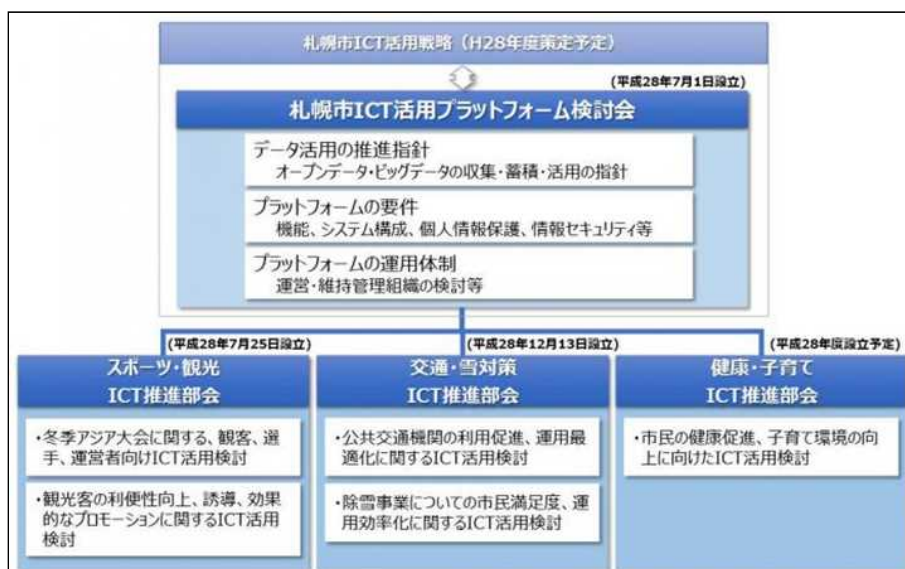 札幌市ICT活用戦略（H28年度策定予定）
(平成28年7月1日設立)
札幌市ICT活用プラットフォーム検討会
データ活用の推進指針
オープンデータ・ビッグデータの収集・蓄積・活用の指針
プラットフォームの要件
機能、システム構成、個人情報保護、情報セキュリティ等
プラットフォームの運用体制
運営・維持管理組織の検討等
(平成28年7月25日設立)
スポーツ・観光
ICT推進部会
・冬季アジア大会に関する、観客、選
手、運営者向けICT活用検討
・観光客の利便性向上、誘導、効果
的なプロモーションに関するICT活用
検討
(平成28年12月13日設立)
交通・雪対策
ICT推進部会
・公共交通機関の利用促進、運用最
適化に関するICT活用検討
・除雪事業についての市民満足度、運
用効率化に関するICT活用検討
(平成28年度設立予定)
健康・子育て
ICT推進部会
・市民の健康促進、子育て環境の向
上に向けたICT活用検討